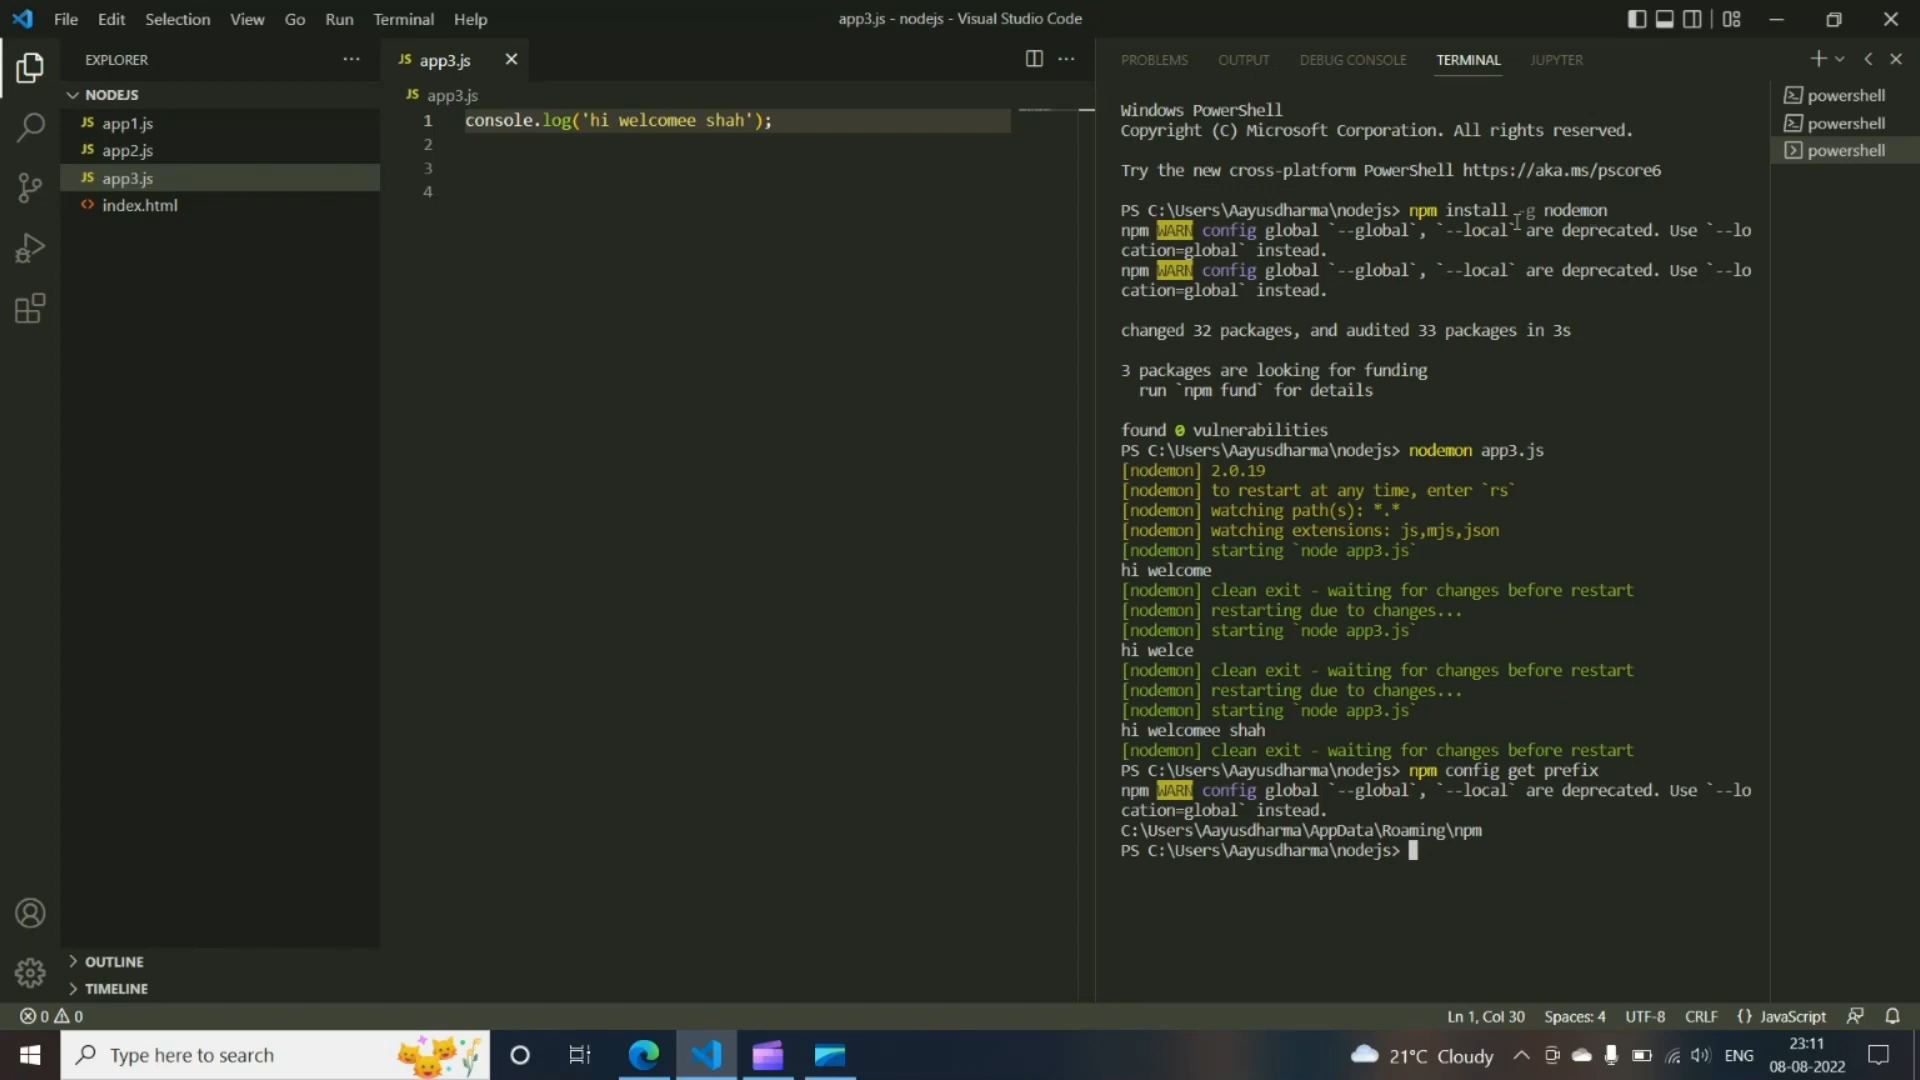 File Edit Selection View Go Run Terminal Help
app3.js - nodejs - Visual Studio Code
EXPLORER
NODEJS
JS app1.js
JS app2.js
JS app3.js
<> index.html
OUTLINE
TIMELINE
JS app3.js
JS app3.js
1 console.log('hi welcomee shah');
2
3
4
PROBLEMS OUTPUT DEBUG CONSOLE TERMINAL JUPYTER
Windows PowerShell
Copyright (C) Microsoft Corporation. All rights reserved.
Try the new cross-platform PowerShell https://aka.ms/pscore6
PS C:\Users\Aayusdharma\nodejs> npm install -g nodemon
npm WARN config global `--global`, `--local` are deprecated. Use `--lo
cation=global` instead.
npm WARN config global `--global`, `--local` are deprecated. Use `--lo
cation=global` instead.
changed 32 packages, and audited 33 packages in 3s
3 packages are looking for funding
run `npm fund` for details
found 0 vulnerabilities
PS C:\Users\Aayusdharma\nodejs> nodemon app3.js
[nodemon] 2.0.19
[nodemon] to restart at any time, enter `rs`
[nodemon] watching path(s): *.*
[nodemon] watching extensions: js,mjs,json
[nodemon] starting `node app3.js`
hi welcome
[nodemon] clean exit - waiting for changes before restart
[nodemon] restarting due to changes...
[nodemon] starting `node app3.js`
hi welce
[nodemon] clean exit - waiting for changes before restart
[nodemon] restarting due to changes...
[nodemon] starting `node app3.js`
hi welcomee shah
[nodemon] clean exit - waiting for changes before restart
PS C:\Users\Aayusdharma\nodejs> npm config get prefix
npm WARN config global `--global`, `--local` are deprecated. Use `--lo
cation=global` instead.
C:\Users\Aayusdharma\AppData\Roaming\npm
PS C:\Users\Aayusdharma\nodejs>
powershell
powershell
powershell
0 0
Ln 1, Col 30 Spaces: 4 UTF-8 CRLF {} JavaScript
Type here to search
21°C Cloudy
ENG
23:11
08-08-2022